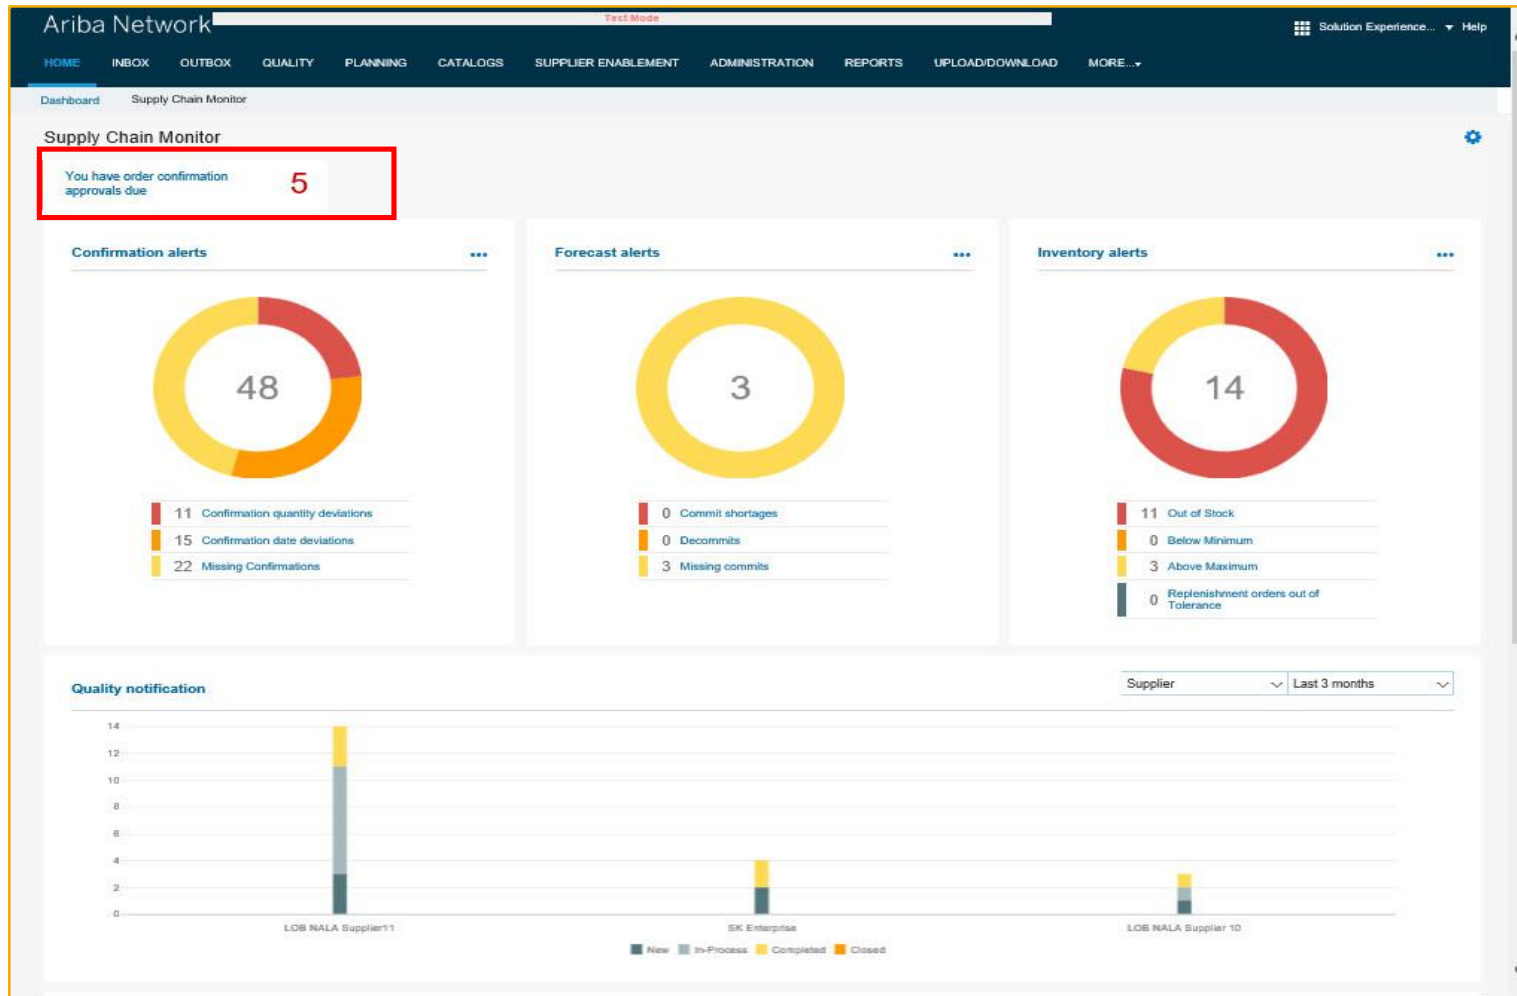 Ariba Network
Test Mode
Solution Experience... Help
HOME INBOX OUTBOX QUALITY PLANNING CATALOGS SUPPLIER ENABLEMENT ADMINISTRATION REPORTS UPLOAD/DOWNLOAD MORE...
Dashboard Supply Chain Monitor
Supply Chain Monitor
You have order confirmation
approvals due
5
Confirmation alerts
48
11 Confirmation quantity deviations
15 Confirmation date deviations
22 Missing Confirmations
Forecast alerts
3
0 Commit shortages
0 Decommits
3 Missing commits
Inventory alerts
14
11 Out of Stock
0 Below Minimum
3 Above Maximum
0 Replenishment orders out of
Tolerance
Quality notification
Supplier
Last 3 months
14
12
10
8
6
4
2
0
LOB NALA Supplier11
SK Enterprise
LOB NALA Supplier 10
New In-Process Completed Closed